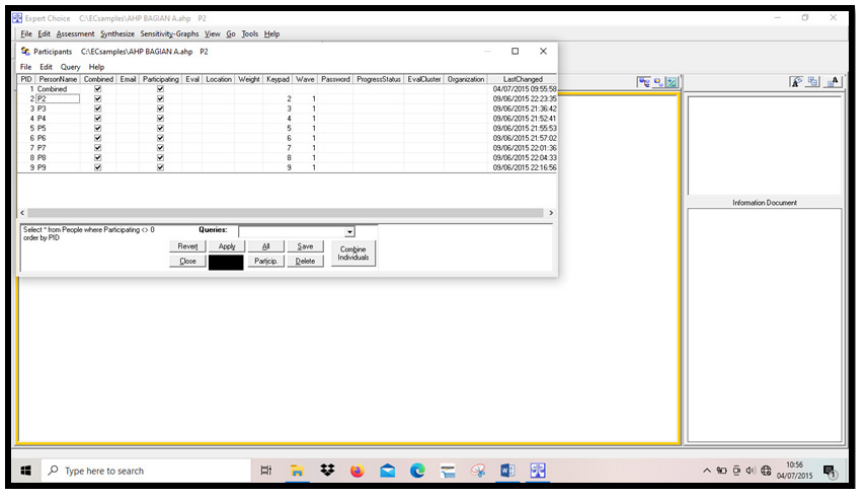 Expert Choice C:\ECsamples\AHP BAGIAN A.ahp P2
File Edit Assessment Synthesize Sensitivity-Graphs View Go Tools Help
Participants C:\ECsamples\AHP BAGIAN A.ahp P2
File Edit Query Help
PID PersonName Combined Email Participating Eval Location Weight Keypad Wave Password ProgressStatus EvalCluster Organization LastChanged
1 Combined 04/07/2015 09:55:58
2 P2 2 1 09/06/2015 22:23:35
3 P3 3 1 09/06/2015 21:36:42
4 P4 4 1 09/06/2015 21:52:41
5 P5 5 1 09/06/2015 21:55:53
6 P6 6 1 09/06/2015 21:57:02
7 P7 7 1 09/06/2015 22:01:36
8 P8 8 1 09/06/2015 22:04:33
9 P9 9 1 09/06/2015 22:16:56
Information Document
Select * from People where Participating <> 0
order by PID
Queries:
Revert Apply All Save
Combine
Individuals
Close Particip. Delete
Type here to search
10:56
04/07/2015